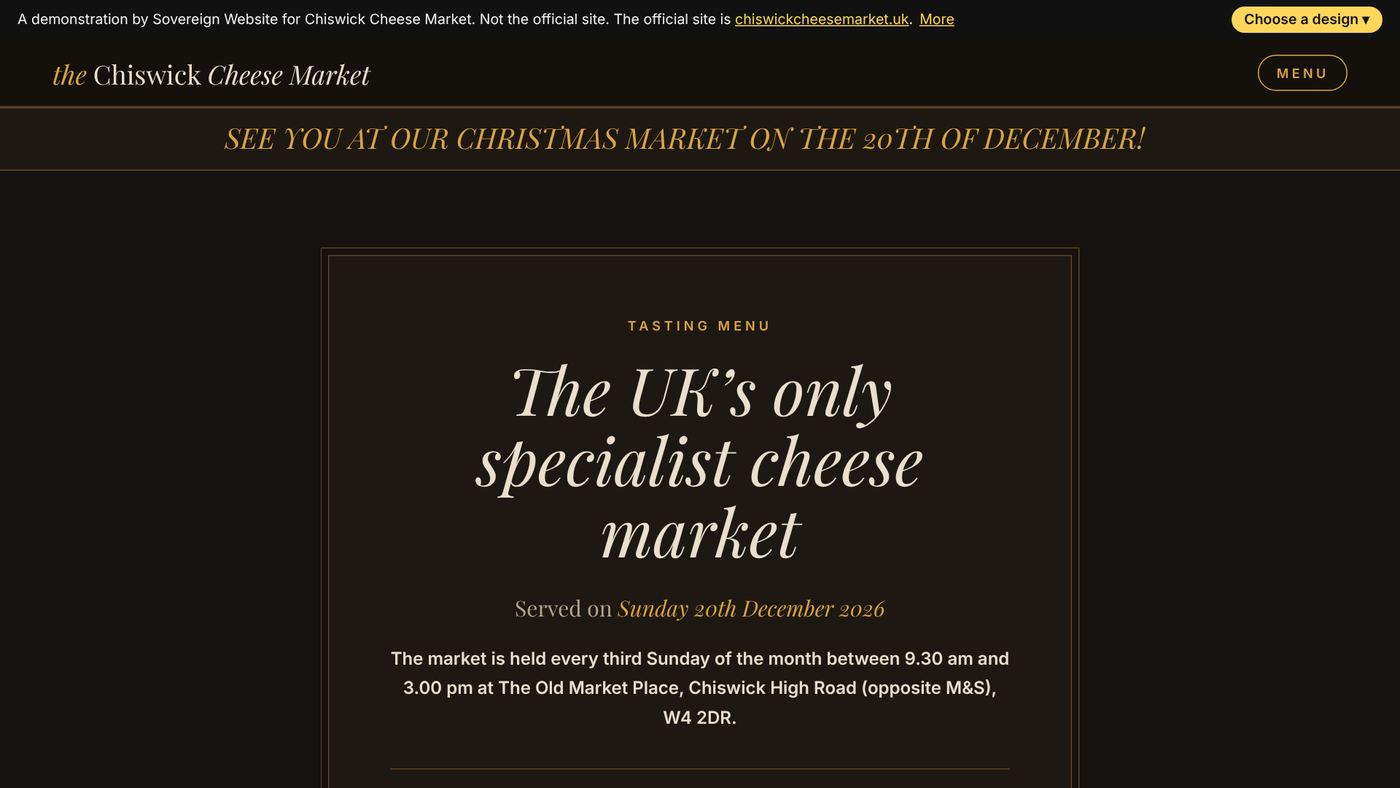 A demonstration by Sovereign Website for Chiswick Cheese Market. Not the official site. The official site is chiswickcheesemarket.uk. More
Choose a design ▾
the Chiswick Cheese Market
MENU
SEE YOU AT OUR CHRISTMAS MARKET ON THE 20TH OF DECEMBER!
TASTING MENU
The UK’s only
specialist cheese
market
Served on Sunday 20th December 2026
The market is held every third Sunday of the month between 9.30 am and
3.00 pm at The Old Market Place, Chiswick High Road (opposite M&S),
W4 2DR.